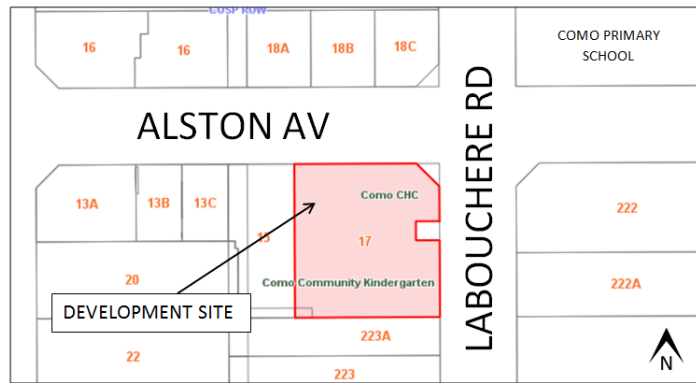 CUSP ROW
16
16
18A
18B
18C
COMO PRIMARY
SCHOOL
ALSTON AV
LABOUCHERE RD
13A
13B
13C
15
Como CHC
17
222
20
Como Community Kindergarten
222A
DEVELOPMENT SITE
22
223A
223
N